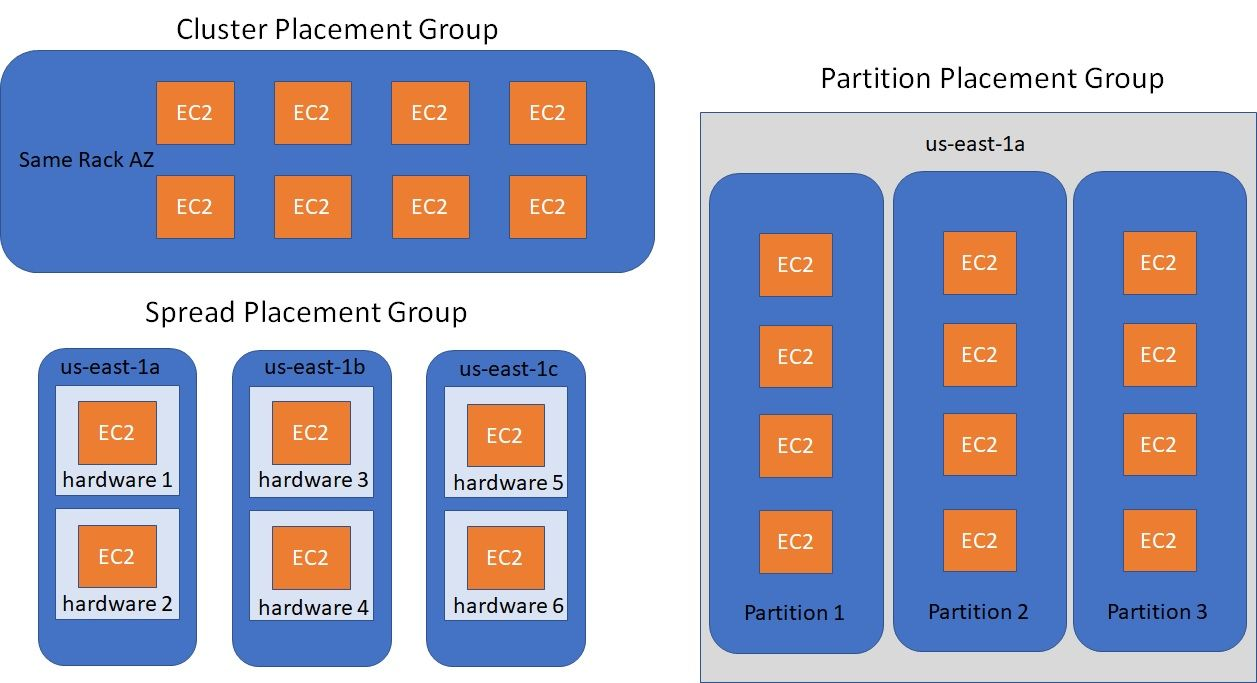 Cluster Placement Group
EC2 EC2 EC2 EC2
Same Rack AZ
EC2 EC2 EC2 EC2
Spread Placement Group
us-east-1a
EC2
hardware 1
EC2
hardware 2
us-east-1b
EC2
hardware 3
EC2
hardware 4
us-east-1c
EC2
hardware 5
EC2
hardware 6
Partition Placement Group
us-east-1a
EC2
EC2
EC2
EC2
Partition 1
EC2
EC2
EC2
EC2
Partition 2
EC2
EC2
EC2
EC2
Partition 3